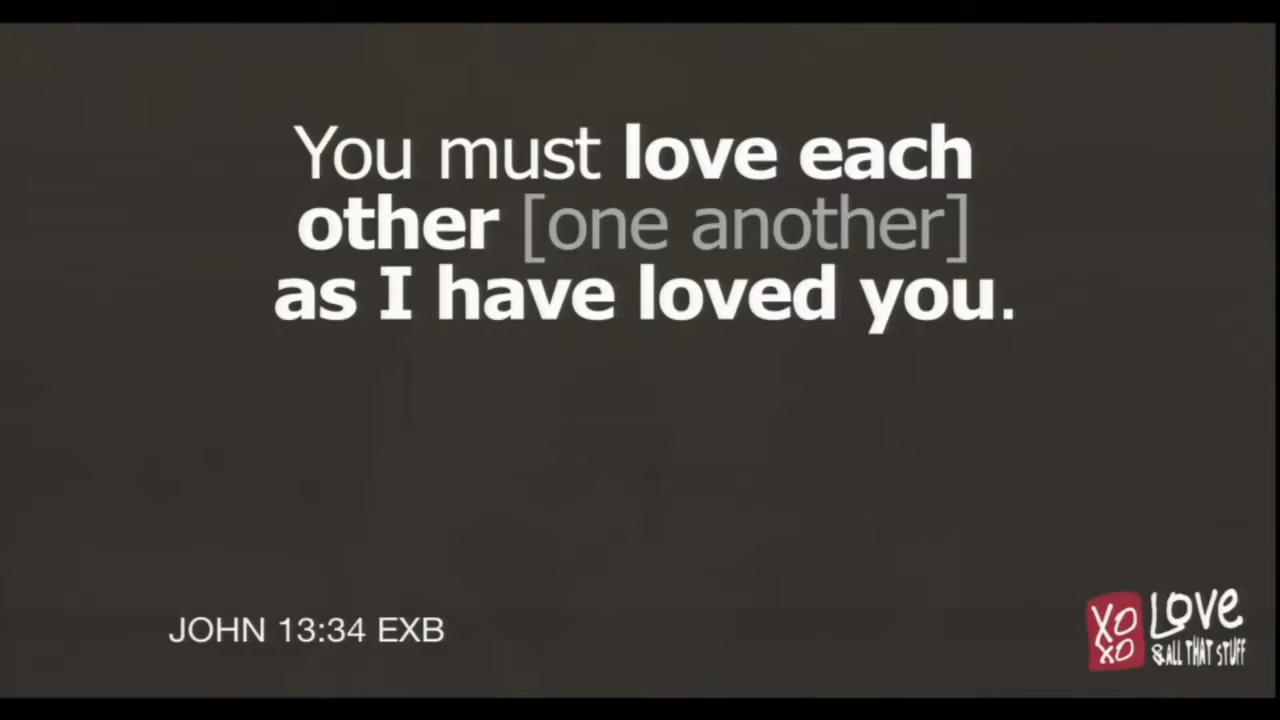 You must love each
other [one another]
as I have loved you.
JOHN 13:34 EXB
XO
XO
LOVE
& ALL THAT STUFF